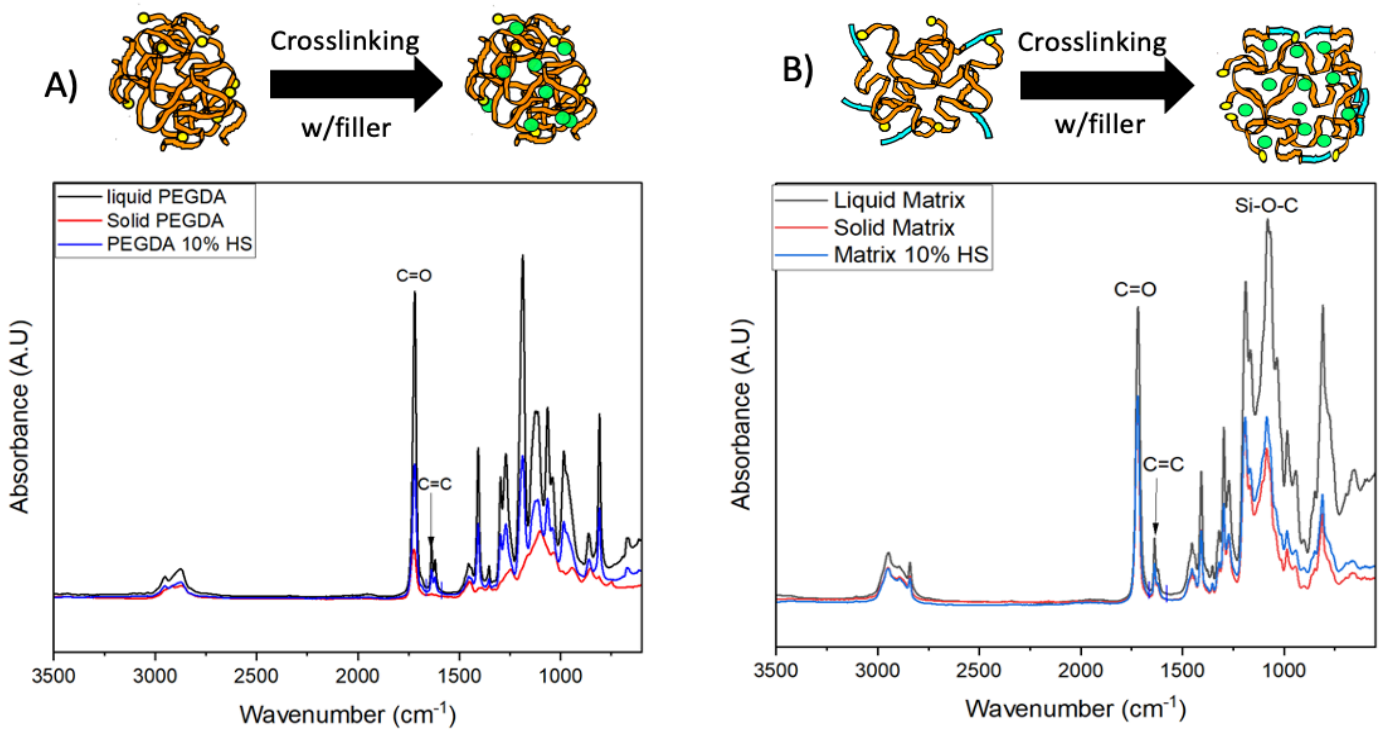 A)
Crosslinking
w/filler
liquid PEGDA
Solid PEGDA
PEGDA 10% HS
C=O
C=C
Absorbance (A.U)
3500 3000 2500 2000 1500 1000
Wavenumber (cm-1)
B)
Crosslinking
w/filler
Liquid Matrix
Solid Matrix
Matrix 10% HS
Si-O-C
C=O
C=C
Absorbance (A.U)
3500 3000 2500 2000 1500 1000
Wavenumber (cm-1)